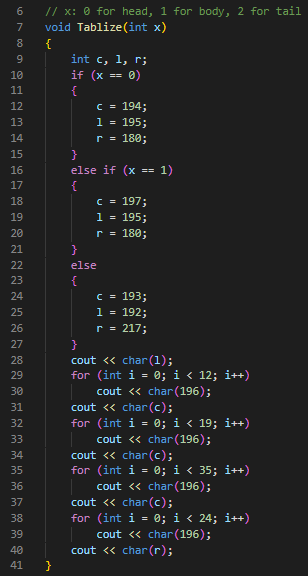 6 // x: 0 for head, 1 for body, 2 for tail
7 void Tablize(int x)
8 {
9     int c, l, r;
10     if (x == 0)
11     {
12         c = 194;
13         l = 195;
14         r = 180;
15     }
16     else if (x == 1)
17     {
18         c = 197;
19         l = 195;
20         r = 180;
21     }
22     else
23     {
24         c = 193;
25         l = 192;
26         r = 217;
27     }
28     cout << char(l);
29     for (int i = 0; i < 12; i++)
30         cout << char(196);
31     cout << char(c);
32     for (int i = 0; i < 19; i++)
33         cout << char(196);
34     cout << char(c);
35     for (int i = 0; i < 35; i++)
36         cout << char(196);
37     cout << char(c);
38     for (int i = 0; i < 24; i++)
39         cout << char(196);
40     cout << char(r);
41 }